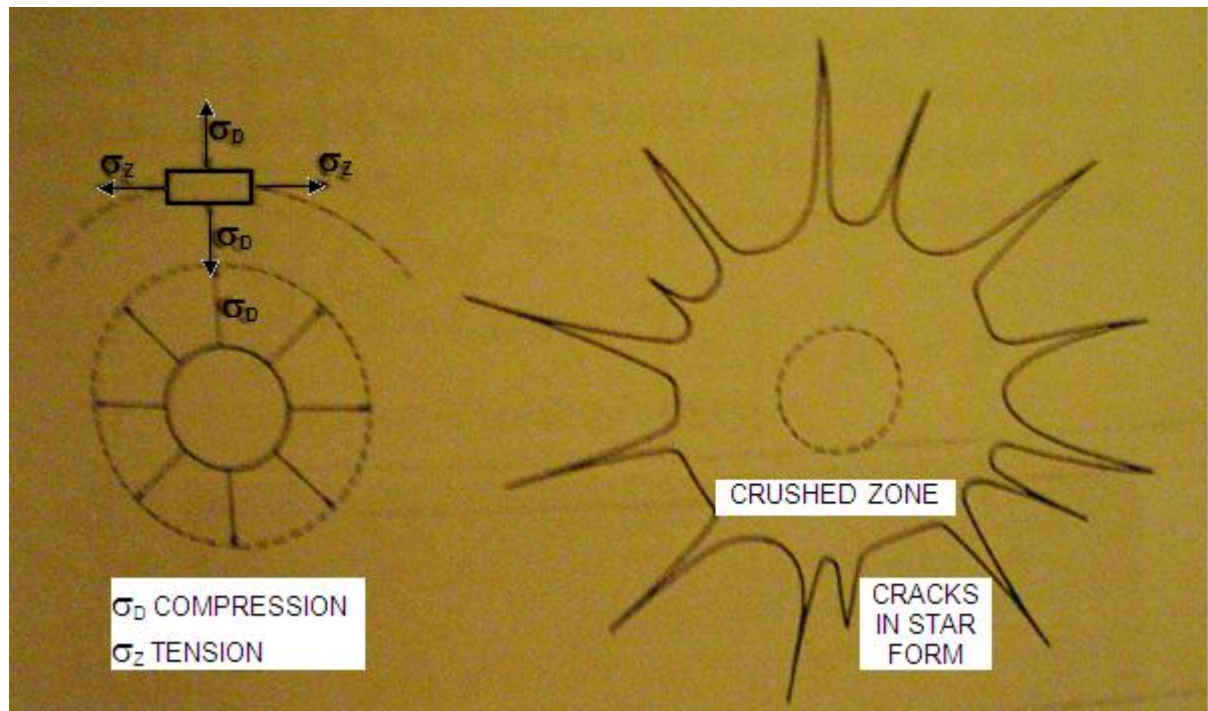 σD
σZ
σZ
σD
σD
σD COMPRESSION
σZ TENSION
CRUSHED ZONE
CRACKS
IN STAR
FORM